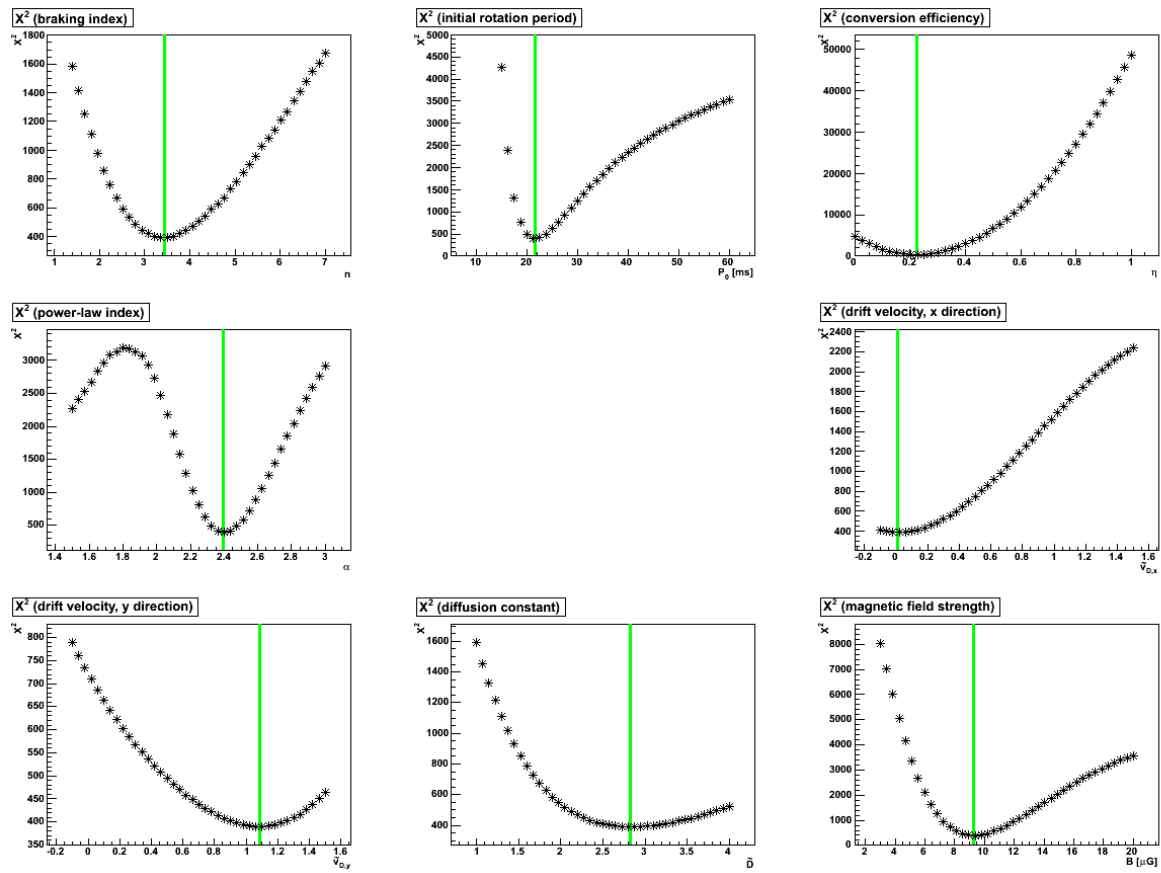 X² (braking index)
X²
1800
1600
1400
1200
1000
800
600
400
1 2 3 4 5 6 7
n
X² (initial rotation period)
X²
5000
4500
4000
3500
3000
2500
2000
1500
1000
500
0
10 20 30 40 50 60
P₀ [ms]
X² (conversion efficiency)
X²
50000
40000
30000
20000
10000
0
0 0.2 0.4 0.6 0.8 1
η
X² (power-law index)
X²
3000
2500
2000
1500
1000
500
1.4 1.6 1.8 2 2.2 2.4 2.6 2.8 3
α
X² (drift velocity, x direction)
X²
2400
2200
2000
1800
1600
1400
1200
1000
800
600
400
-0.2 0 0.2 0.4 0.6 0.8 1 1.2 1.4 1.6
ṽ_D,x
X² (drift velocity, y direction)
X²
800
750
700
650
600
550
500
450
400
350
0 0.2 0.4 0.6 0.8 1 1.2 1.4 1.6
ṽ_D,y
X² (diffusion constant)
X²
1600
1400
1200
1000
800
600
400
1 1.5 2 2.5 3 3.5 4
D̃
X² (magnetic field strength)
X²
8000
7000
6000
5000
4000
3000
2000
1000
0
2 4 6 8 10 12 14 16 18 20
B [μG]